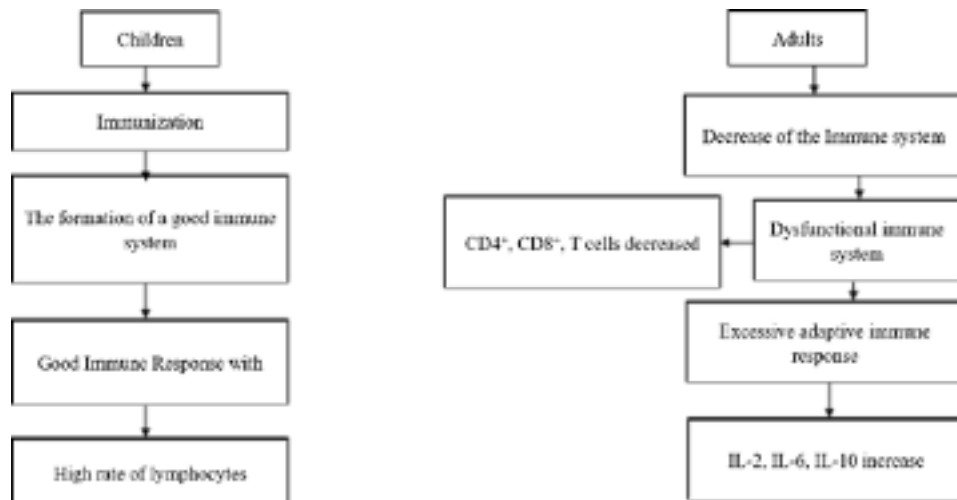 Children
Immunization
The formation of a good immune
system
Good Immune Response with
High rate of lymphocytes
Adults
Decrease of the Immune system
Dysfunctional immune
system
CD4⁺, CD8⁺, T cells decreased
Excessive adaptive immune
response
IL-2, IL-6, IL-10 increase